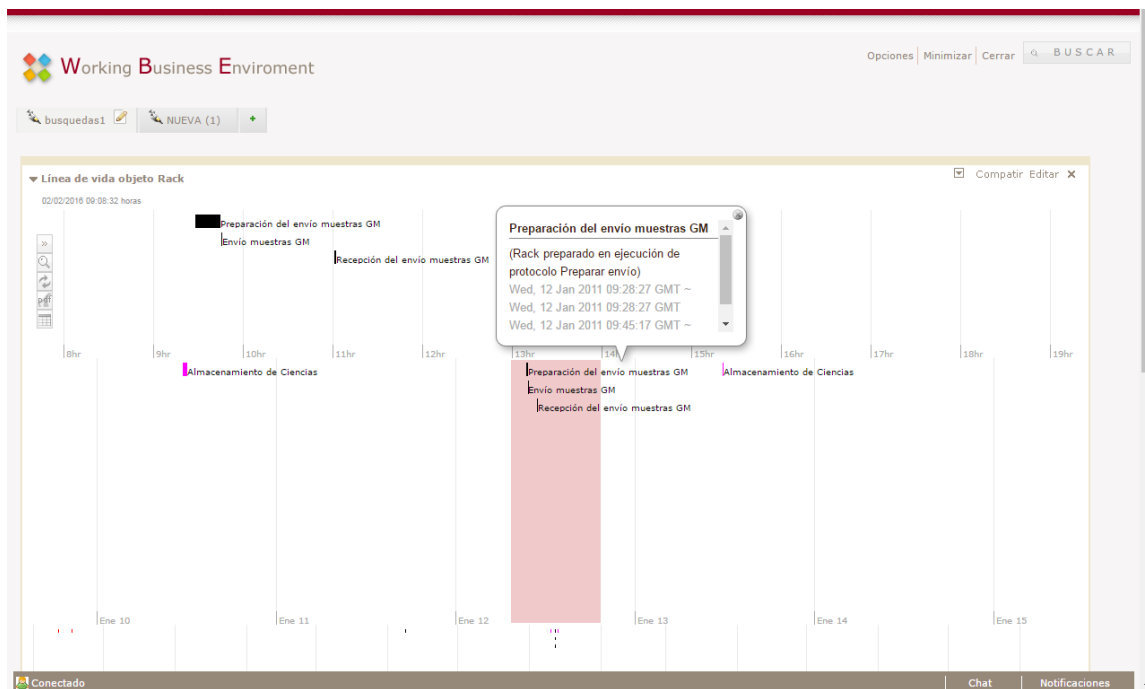 Opciones Minimizar Cerrar BUSCAR
Working Business Enviroment
busquedas1 NUEVA (1) +
Línea de vida objeto Rack
Compatir Editar X
02/02/2016 09:08:32 horas
Preparación del envío muestras GM
Envío muestras GM
Recepción del envío muestras GM
Preparación del envío muestras GM
(Rack preparado en ejecución de
protocolo Preparar envío)
Wed, 12 Jan 2011 09:28:27 GMT ~
Wed, 12 Jan 2011 09:28:27 GMT
Wed, 12 Jan 2011 09:45:17 GMT ~
pdf
8hr 9hr 10hr 11hr 12hr 13hr 14hr 15hr 16hr 17hr 18hr 19hr
Almacenamiento de Ciencias Preparación del envío muestras GM Almacenamiento de Ciencias
Envío muestras GM
Recepción del envío muestras GM
Ene 10 Ene 11 Ene 12 Ene 13 Ene 14 Ene 15
Conectado Chat Notificaciones